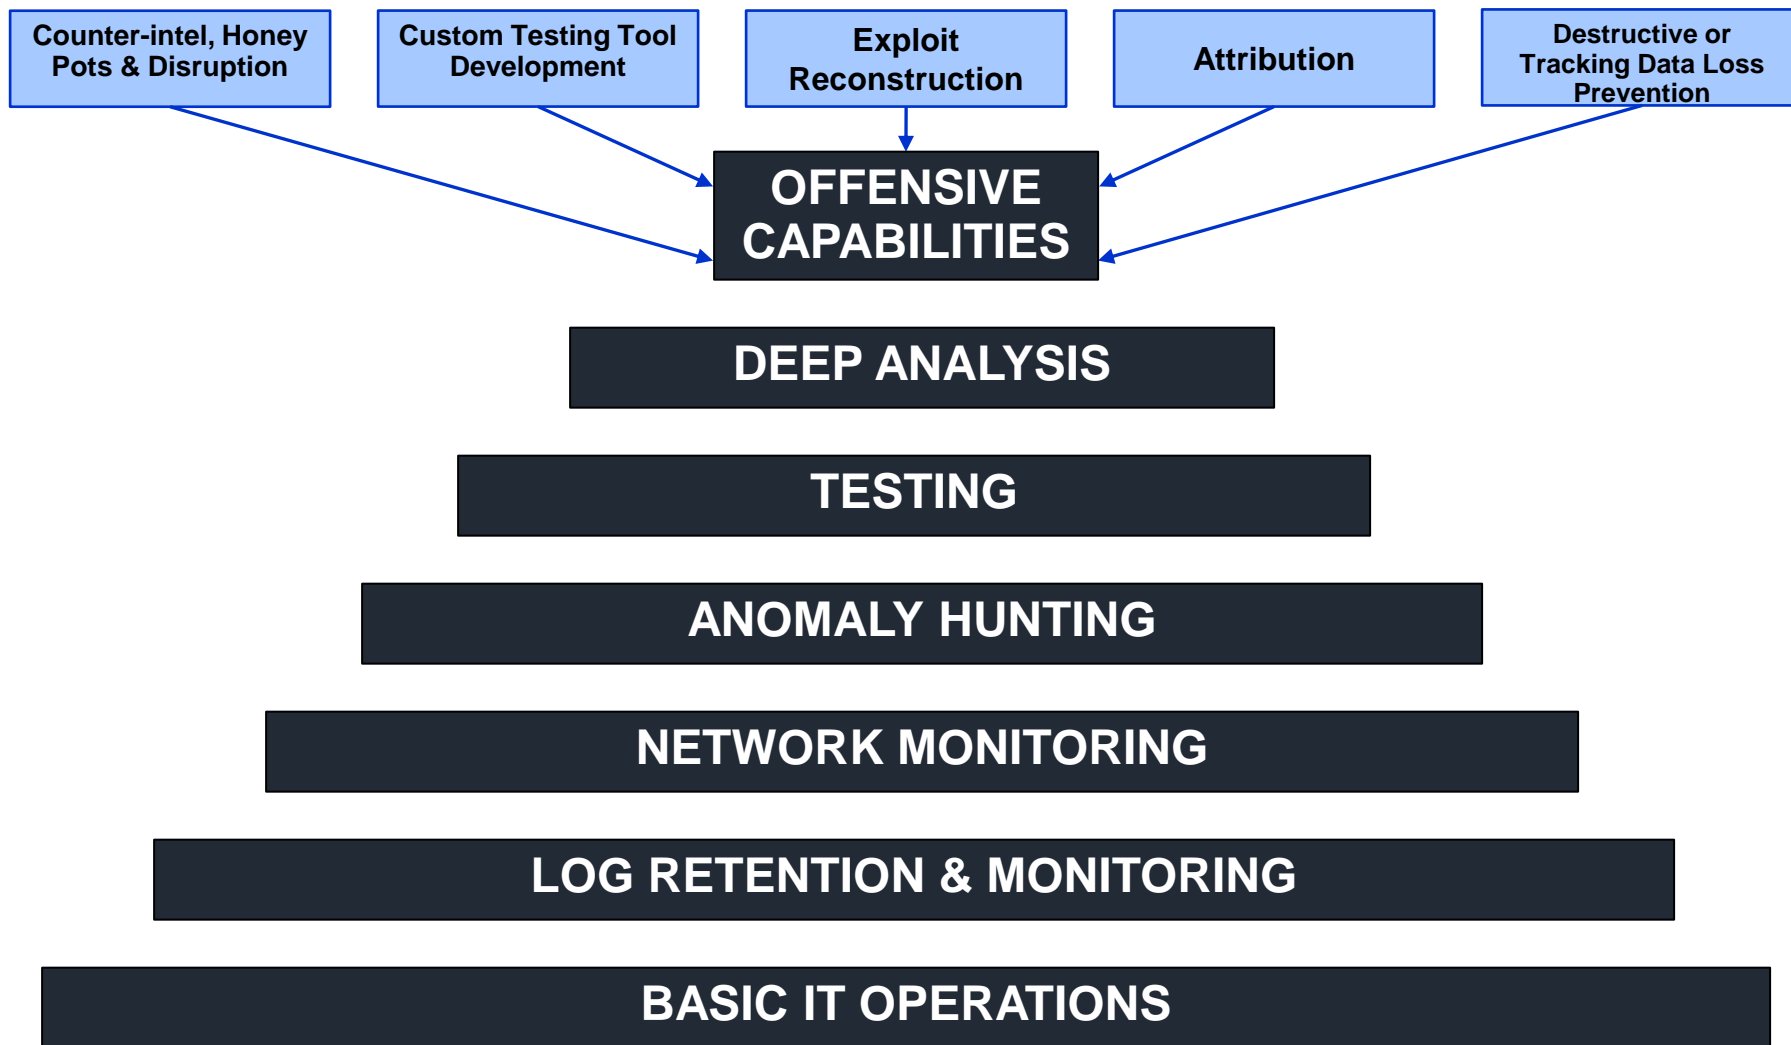 Counter-intel, Honey
Pots & Disruption
Custom Testing Tool
Development
Exploit
Reconstruction
Attribution
Destructive or
Tracking Data Loss
Prevention
OFFENSIVE
CAPABILITIES
DEEP ANALYSIS
TESTING
ANOMALY HUNTING
NETWORK MONITORING
LOG RETENTION & MONITORING
BASIC IT OPERATIONS